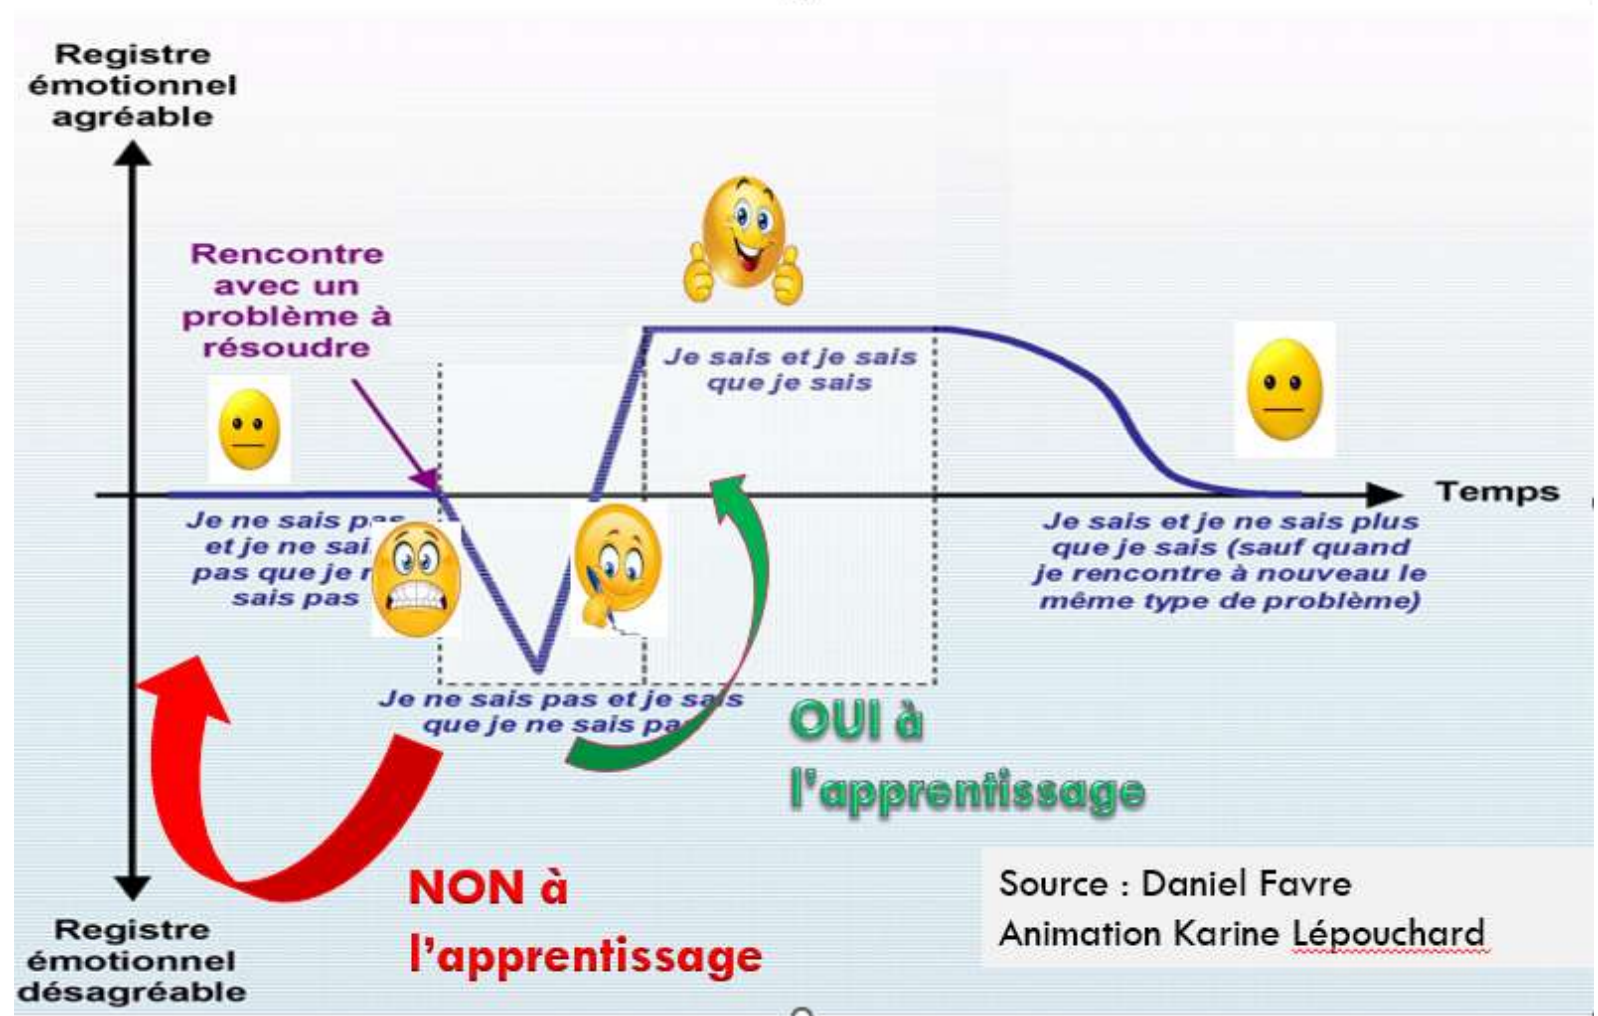 Registre
émotionnel
agréable
Rencontre
avec un
problème à
résoudre
Je sais et je sais
que je sais
Temps
Je ne sais
et je ne
pas que je
sais pas
Je sais et je ne sais plus
que je sais (sauf quand
je rencontre à nouveau le
même type de problème)
Je ne sais pas et je sais
que je ne sais pas
OUI à
l'apprentissage
NON à
l'apprentissage
Source : Daniel Favre
Animation Karine Lépouchard
Registre
émotionnel
désagréable